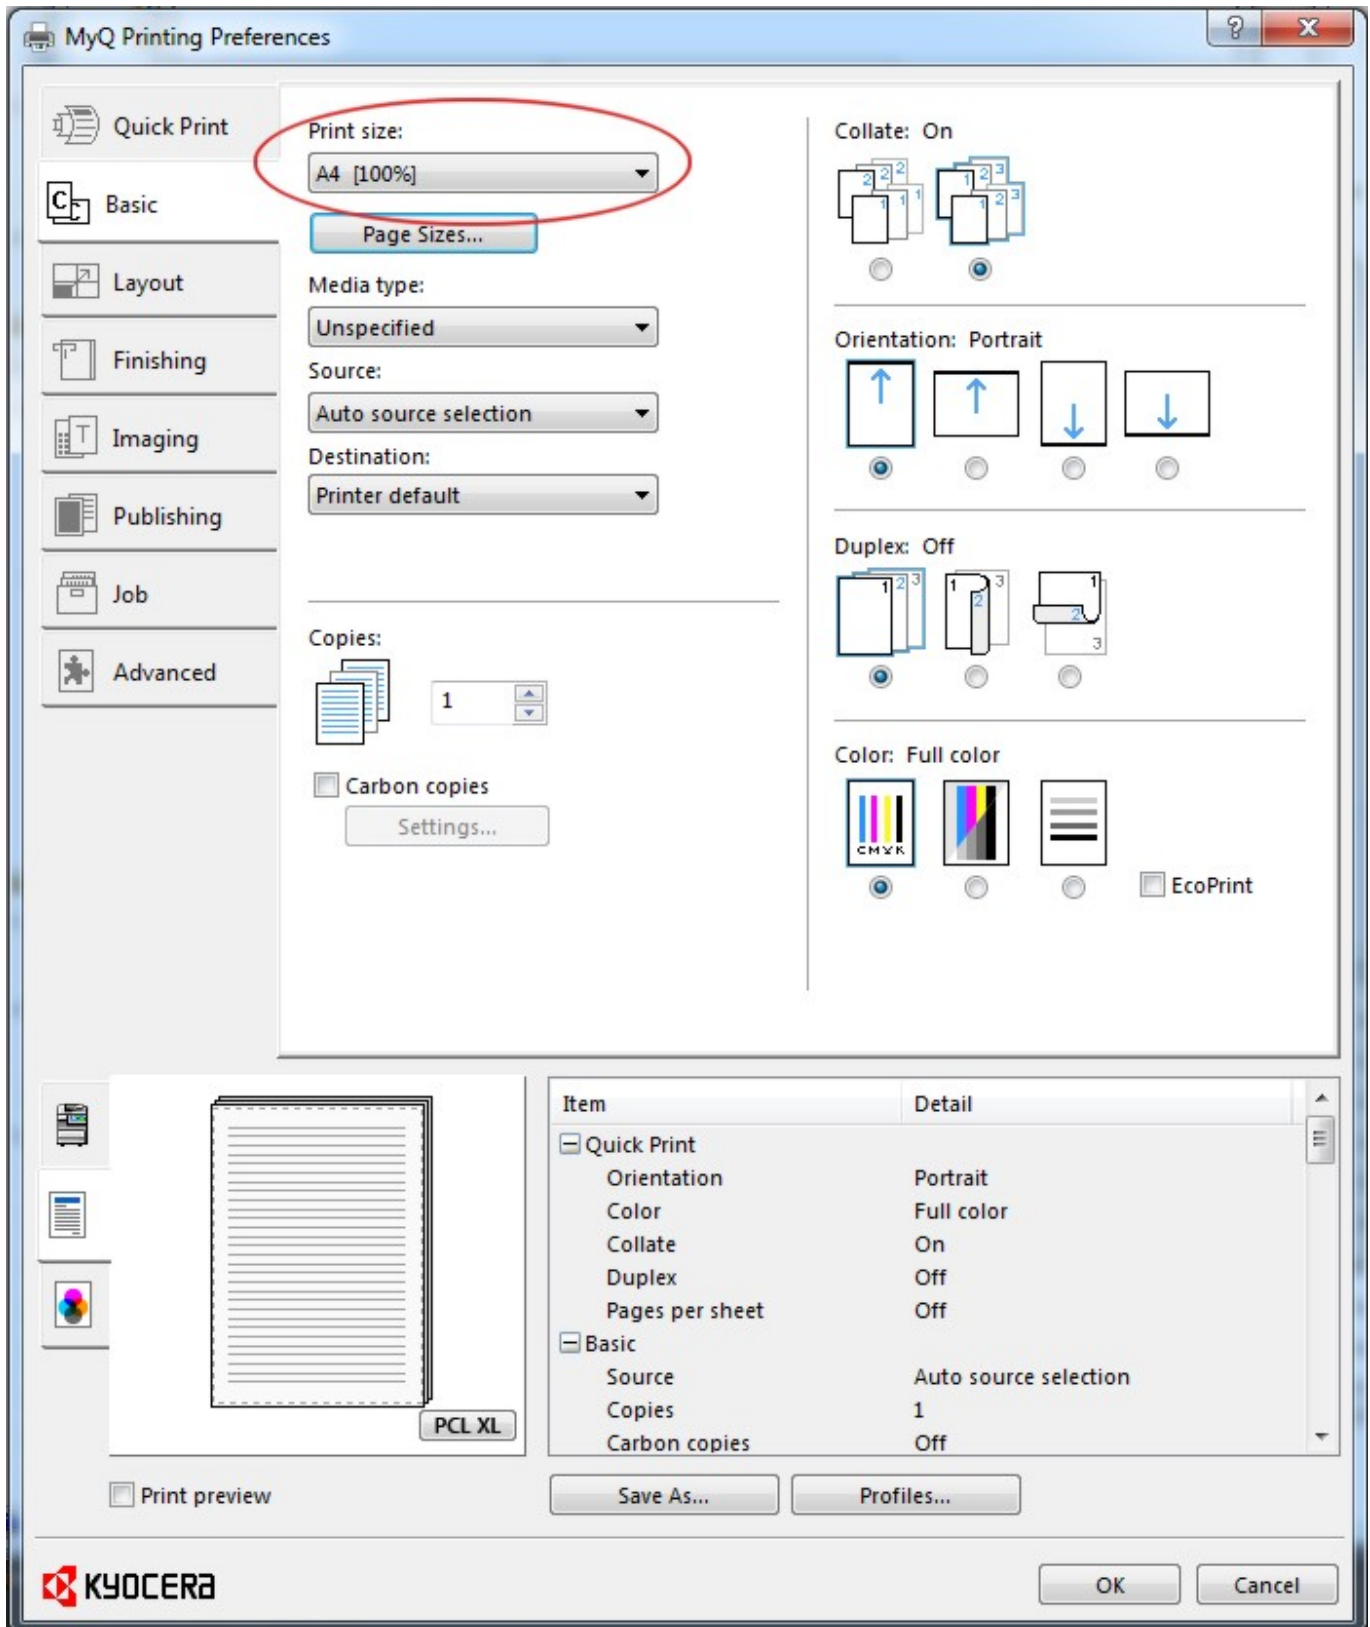 MyQ Printing Preferences
Quick Print
Basic
Layout
Finishing
Imaging
Publishing
Job
Advanced
Print size:
A4 [100%]
Page Sizes...
Media type:
Unspecified
Source:
Auto source selection
Destination:
Printer default
Copies:
1
Carbon copies
Settings...
Collate: On
Orientation: Portrait
Duplex: Off
Color: Full color
CMYK
EcoPrint
PCL XL
Print preview
Item Detail
Quick Print
Orientation Portrait
Color Full color
Collate On
Duplex Off
Pages per sheet Off
Basic
Source Auto source selection
Copies 1
Carbon copies Off
Save As... Profiles...
KYOCERA
OK Cancel